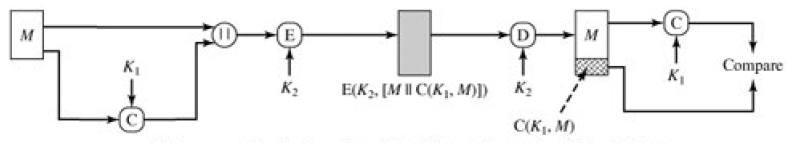 M
K₁
C
||
E
K₂
E(K₂, [M || C(K₁, M)])
D
K₂
M
C(K₁, M)
C
K₁
Compare